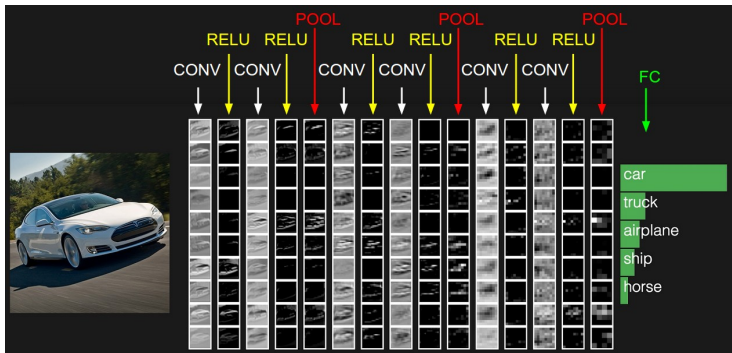 POOL POOL POOL
RELU RELU RELU RELU RELU RELU
CONV CONV CONV CONV CONV CONV
FC
car
truck
airplane
ship
horse